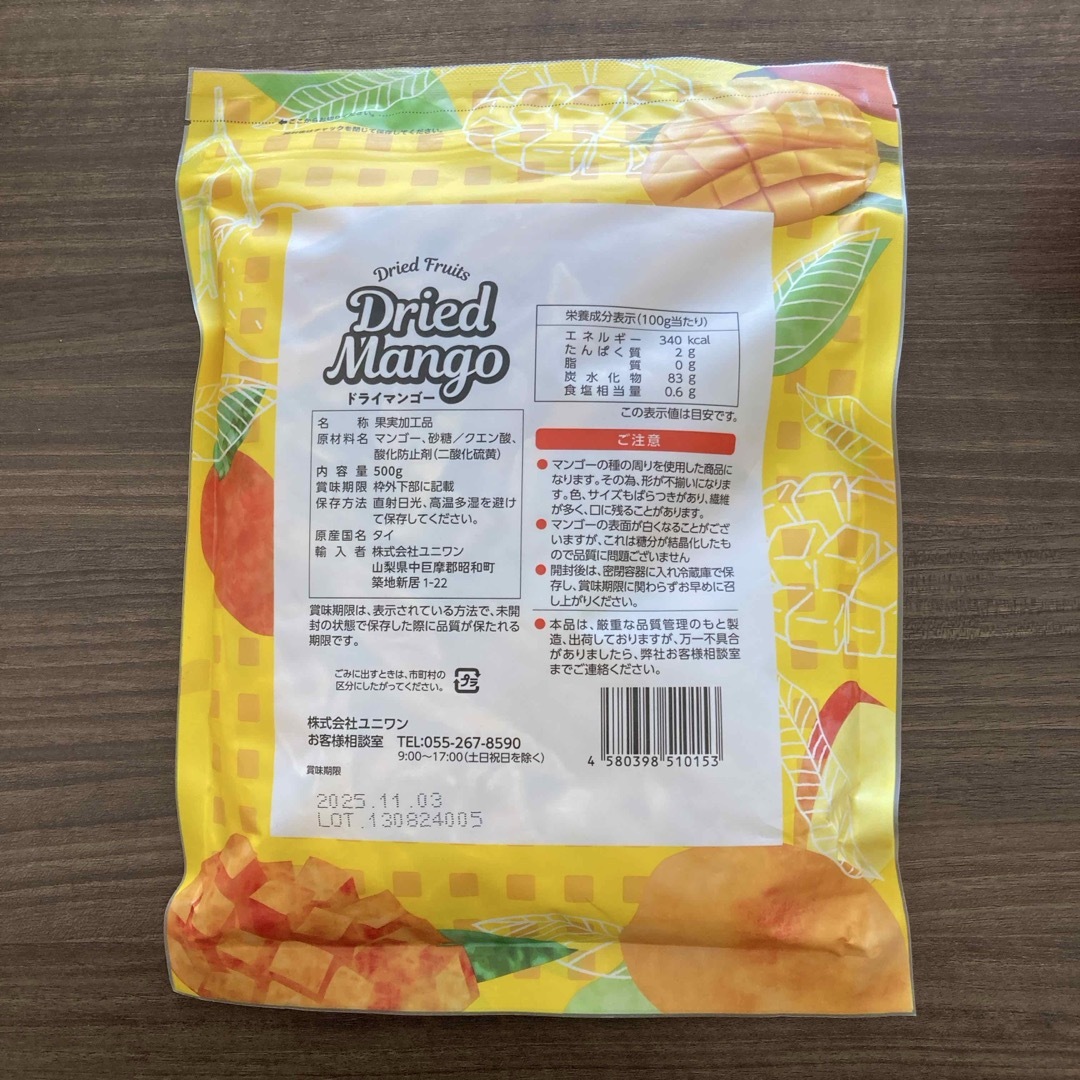 チャックを閉じて保存してください。
Dried Fruits
Dried
Mango
ドライマンゴー
名 称 果実加工品
原材料名 マンゴー、砂糖／クエン酸、
酸化防止剤(二酸化硫黄)
内 容 量 500g
賞味期限 枠外下部に記載
保存方法 直射日光、高温多湿を避け
て保存してください。
原産国名 タイ
輸 入 者 株式会社ユニワン
山梨県中巨摩郡昭和町
築地新居 1-22
賞味期限は、表示されている方法で、未開
封の状態で保存した際に品質が保たれる
期限です。
ごみに出すときは、市町村の
区分にしたがってください。
プラ
株式会社ユニワン
お客様相談室 TEL:055-267-8590
9:00〜17:00(土日祝日を除く)
賞味期限
2025.11.03
LOT.130824005
栄養成分表示(100g当たり)
エネルギー 340 kcal
たんぱく質 2 g
脂質 0 g
炭水化物 83 g
食塩相当量 0.6 g
この表示値は目安です。
ご注意
●マンゴーの種の周りを使用した商品に
なります。その為、形が不揃いになりま
す。色、サイズもばらつきがあり、繊維
が多く、口に残ることがあります。
●マンゴーの表面が白くなることがござ
いますが、これは糖分が結晶化したも
ので品質に問題ございません
●開封後は、密閉容器に入れ冷蔵庫で保
存し、賞味期限に関わらずお早めに召
し上がりください。
●本品は、厳重な品質管理のもと製
造、出荷しておりますが、万一不具合
がありましたら、弊社お客様相談室
までご連絡ください。
4 580398 510153